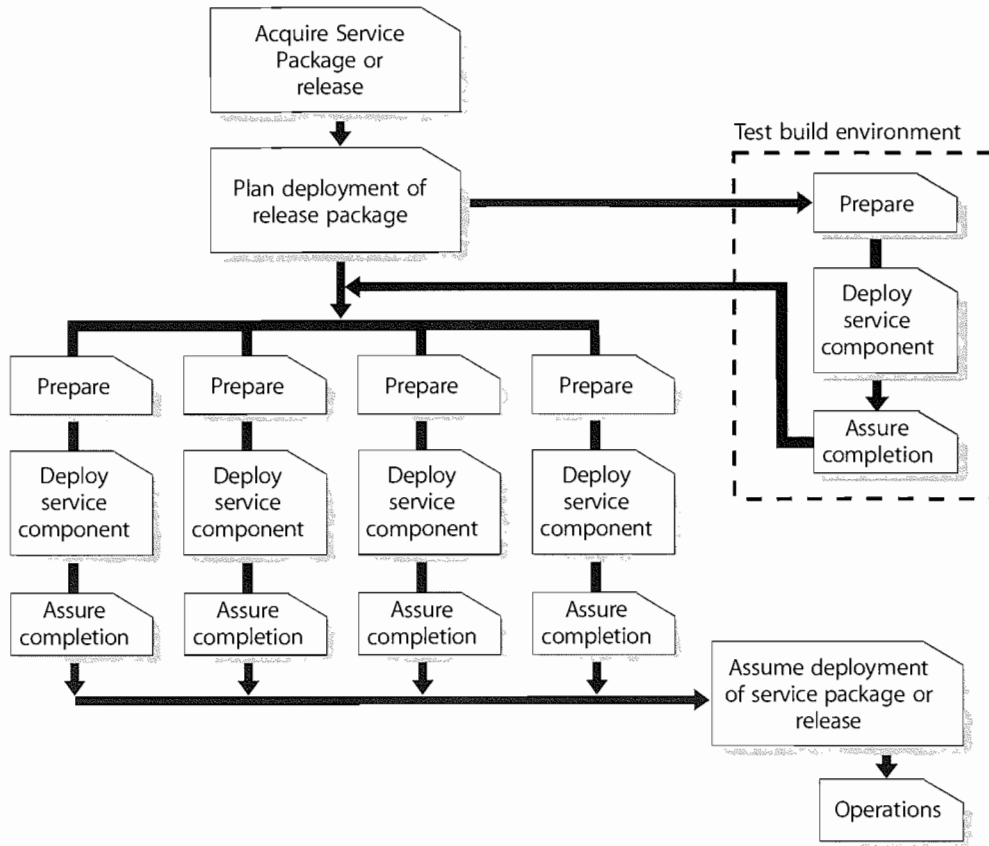 Acquire Service
Package or
release
Plan deployment of
release package
Test build environment
Prepare
Deploy
service
component
Assure
completion
Prepare
Prepare
Prepare
Prepare
Deploy
service
component
Deploy
service
component
Deploy
service
component
Deploy
service
component
Assure
completion
Assure
completion
Assure
completion
Assure
completion
Assume deployment
of service package or
release
Operations